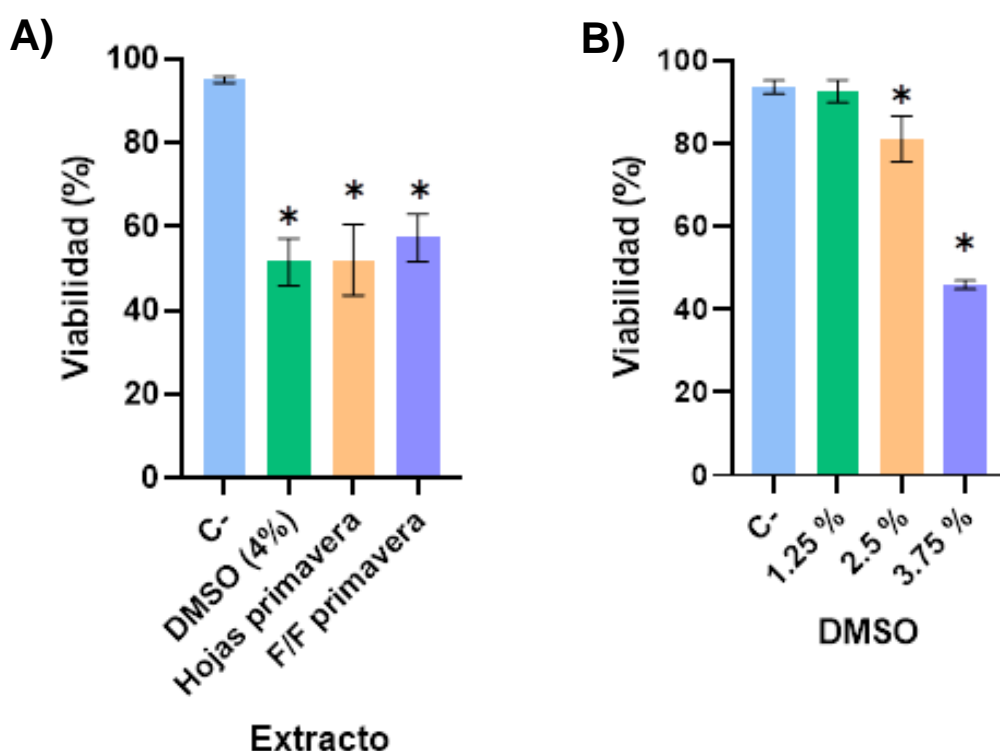 A)
Viabilidad (%)
100
80
60
40
20
0
*
*
*
C-
DMSO (4%)
Hojas primavera
F/F primavera
Extracto
B)
Viabilidad (%)
100
80
60
40
20
0
*
*
C-
1.25 %
2.5 %
3.75 %
DMSO